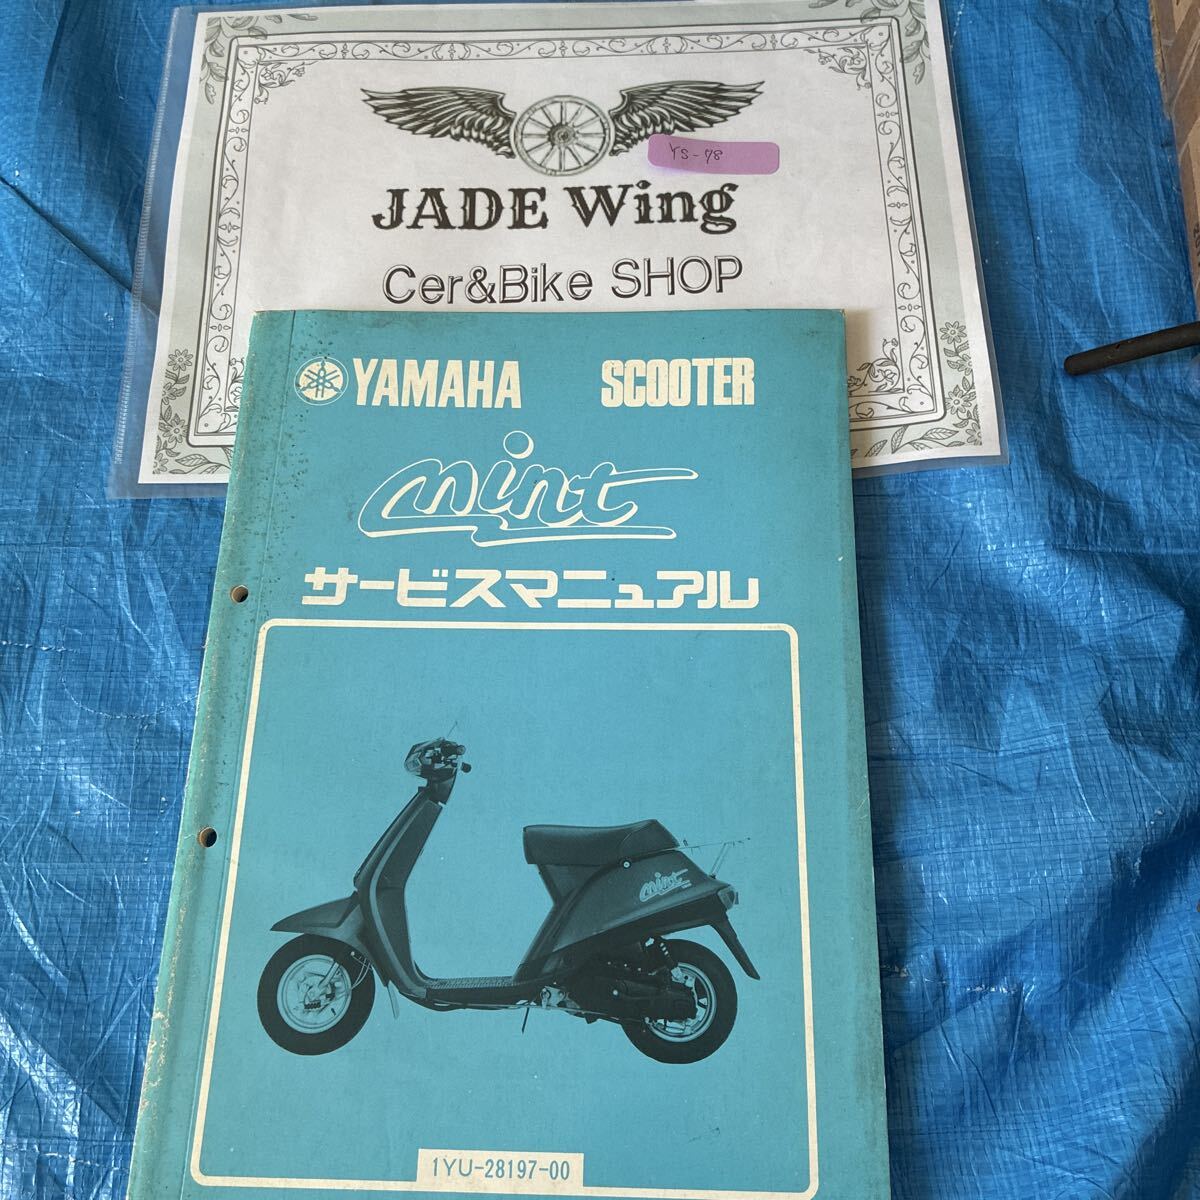 YS-78
JADE Wing
Cer&Bike SHOP
YAMAHA SCOOTER
mint
サービスマニュアル
mint
1YU-28197-00